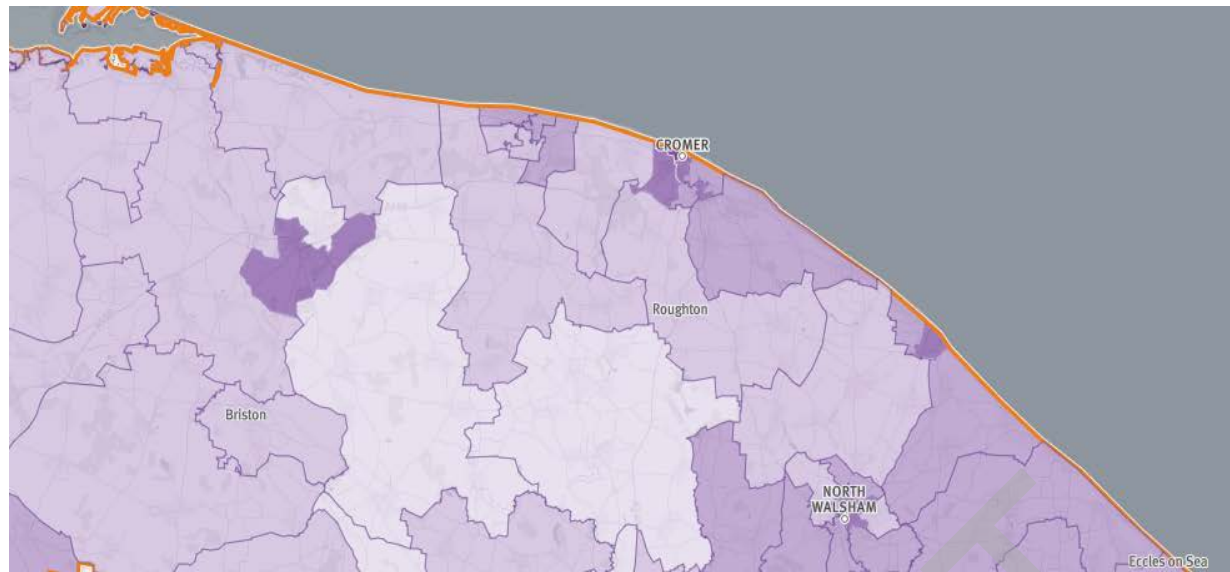 CROMER
Roughton
Briston
NORTH
WALSHAM
Eccles on Sea